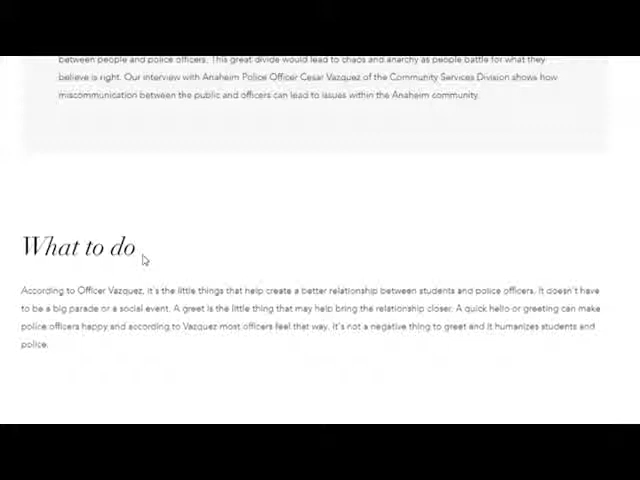 between people and police officers. This great divide would lead to chaos and anarchy as people battle for what they
believe is right. Our interview with Anaheim Police Officer Cesar Vazquez of the Community Services Division shows how
miscommunication between the public and officers can lead to issues within the Anaheim community.
What to do
According to Officer Vazquez, it's the little things that help create a better relationship between students and police officers. It doesn't have
to be a big parade or a social event. A greet is the little thing that may help bring the relationship closer. A quick hello or greeting can make
police officers happy and according to Vazquez most officers feel that way. It's not a negative thing to greet and it humanizes students and
police.